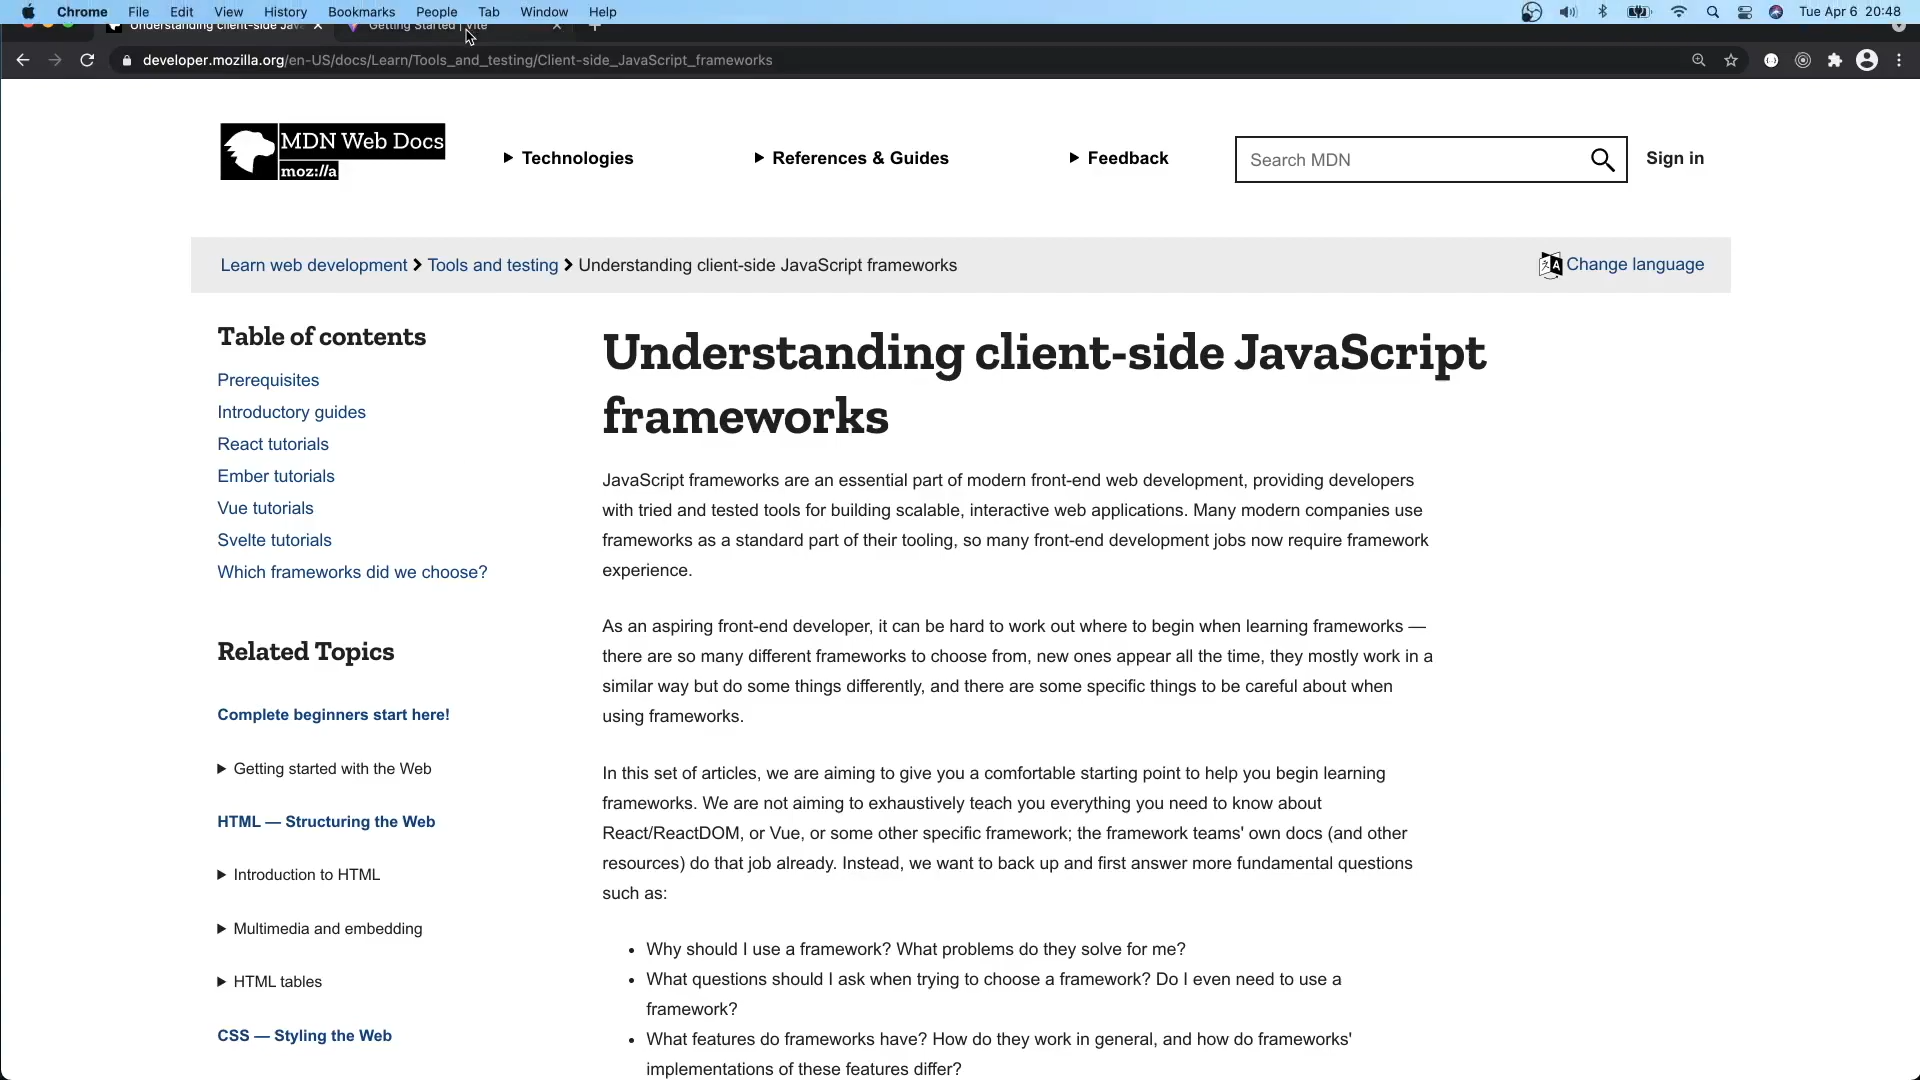 Chrome File Edit View History Bookmarks People Tab Window Help Tue Apr 6 20:48
Understanding client-side Jav Getting Started | Vite
developer.mozilla.org/en-US/docs/Learn/Tools_and_testing/Client-side_JavaScript_frameworks
MDN Web Docs
moz://a
Technologies
References & Guides
Feedback
Search MDN
Sign in
Learn web development Tools and testing Understanding client-side JavaScript frameworks
Change language
Table of contents
Prerequisites
Introductory guides
React tutorials
Ember tutorials
Vue tutorials
Svelte tutorials
Which frameworks did we choose?
Related Topics
Complete beginners start here!
Getting started with the Web
HTML — Structuring the Web
Introduction to HTML
Multimedia and embedding
HTML tables
CSS — Styling the Web
Understanding client-side JavaScript
frameworks
JavaScript frameworks are an essential part of modern front-end web development, providing developers
with tried and tested tools for building scalable, interactive web applications. Many modern companies use
frameworks as a standard part of their tooling, so many front-end development jobs now require framework
experience.
As an aspiring front-end developer, it can be hard to work out where to begin when learning frameworks —
there are so many different frameworks to choose from, new ones appear all the time, they mostly work in a
similar way but do some things differently, and there are some specific things to be careful about when
using frameworks.
In this set of articles, we are aiming to give you a comfortable starting point to help you begin learning
frameworks. We are not aiming to exhaustively teach you everything you need to know about
React/ReactDOM, or Vue, or some other specific framework; the framework teams' own docs (and other
resources) do that job already. Instead, we want to back up and first answer more fundamental questions
such as:
• Why should I use a framework? What problems do they solve for me?
• What questions should I ask when trying to choose a framework? Do I even need to use a
framework?
• What features do frameworks have? How do they work in general, and how do frameworks'
implementations of these features differ?